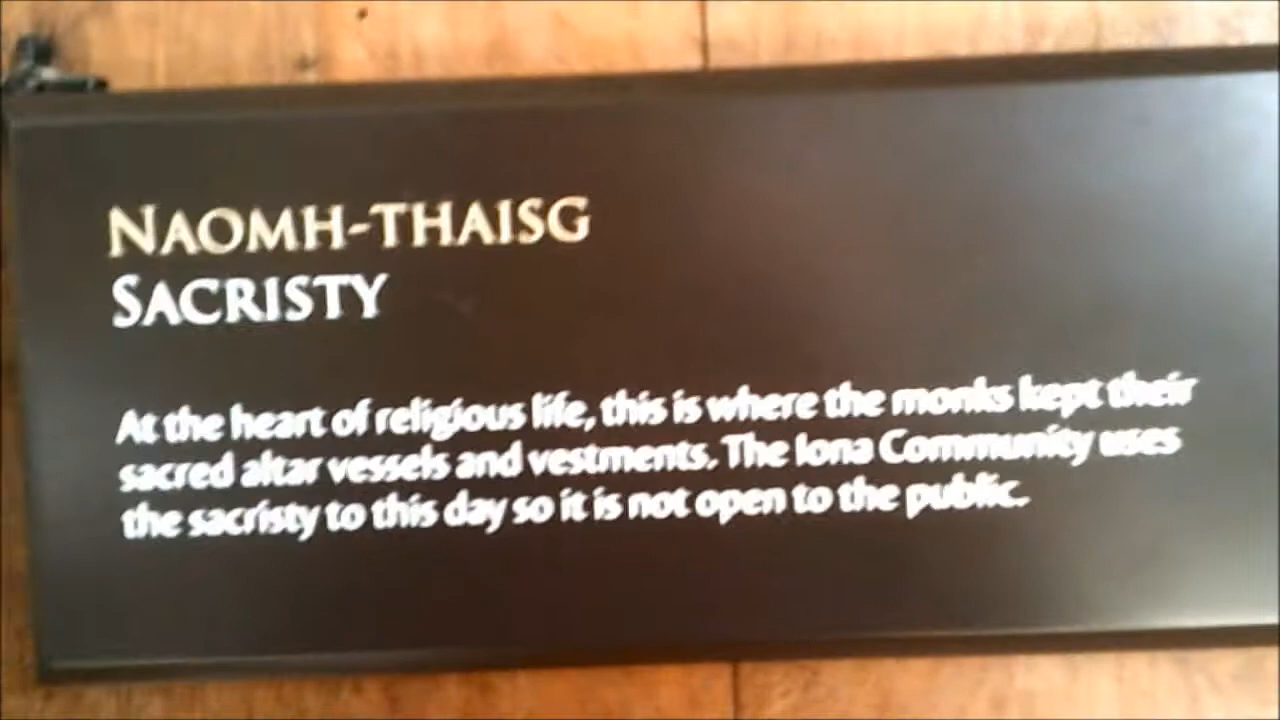 NAOMH-THAISG
SACRISTY
At the heart of religious life, this is where the monks kept their
sacred altar vessels and vestments. The Iona Community uses
the sacristy to this day so it is not open to the public.